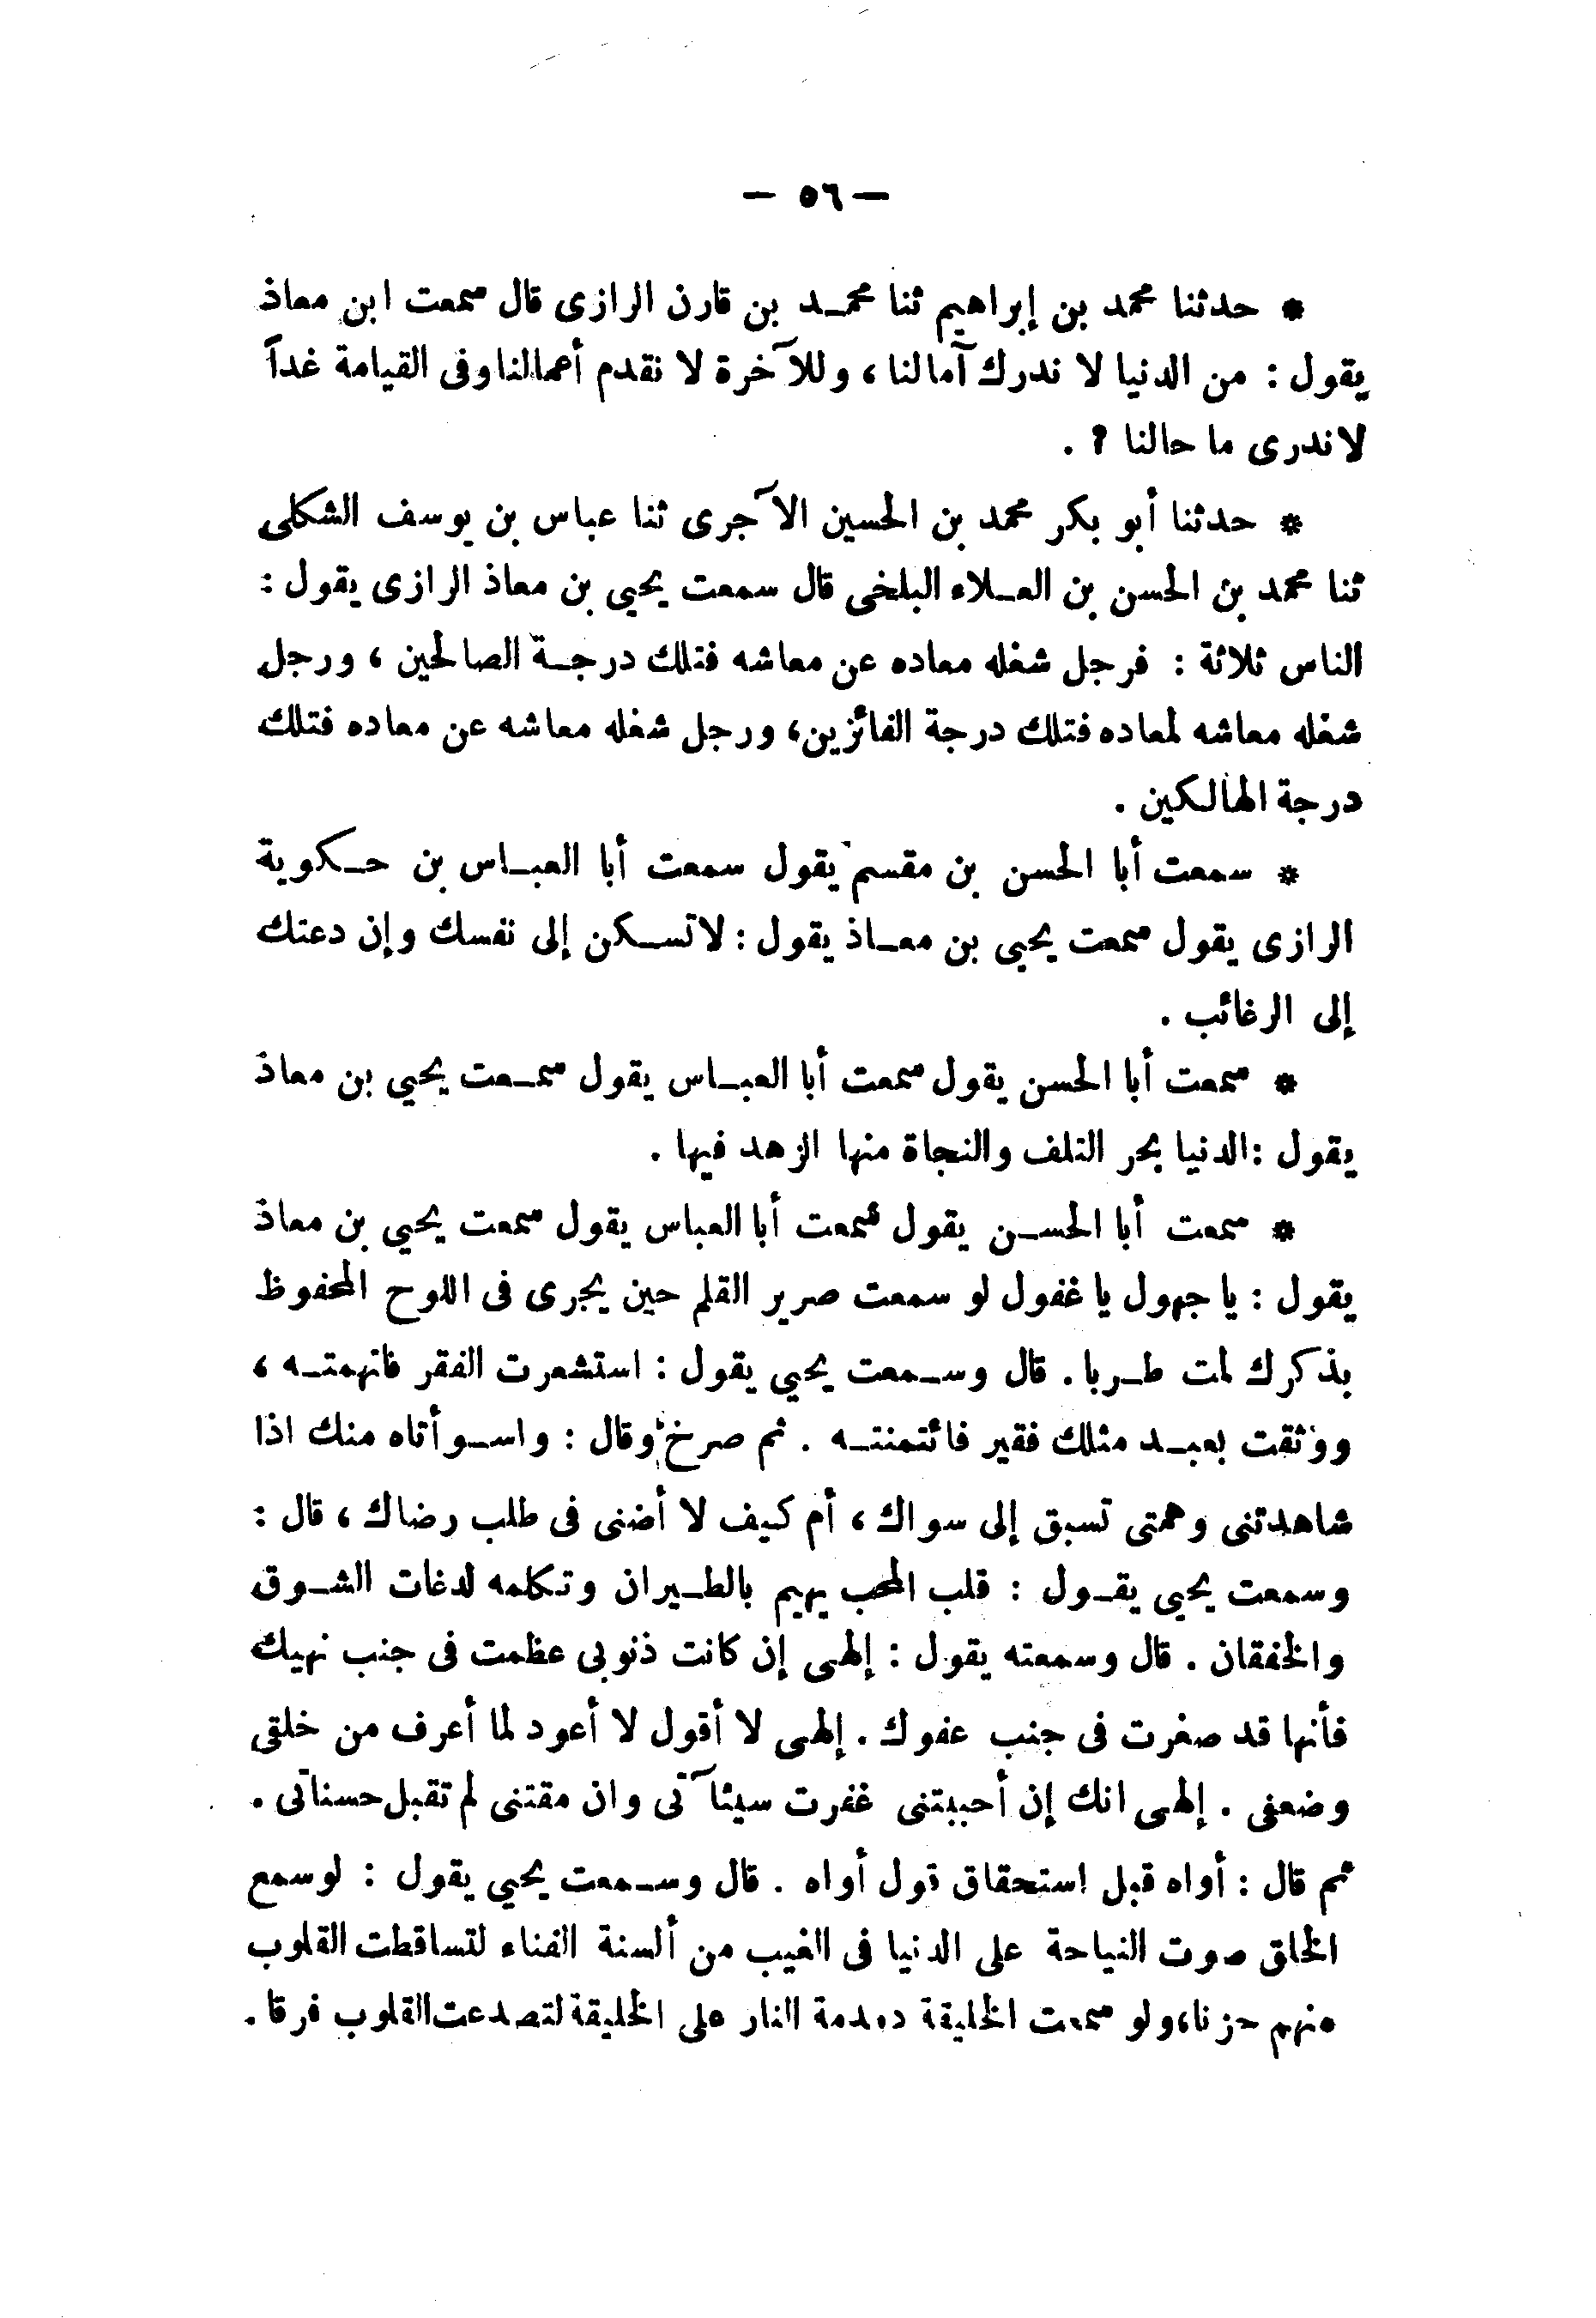 — ٥٦ —
* حدثنا محمد بن إبراهيم ثنا محمد بن قارن الرازى قال سمعت ابن معاذ
يقول : من الدنيا لا ندرك آمالنا ، وللآخرة لا نقدم أعمالنا وفى القيامة غداً
لا ندرى ما حالنا ؟ .
* حدثنا أبو بكر محمد بن الحسين الآجرى ثنا عباس بن يوسف الشكلى
ثنا محمد بن الحسن بن العلاء البلخى قال سمعت يحيى بن معاذ الرازى يقول :
الناس ثلاثة : فرجل شغله معاده عن معاشه فتلك درجة الصالحين ، ورجل
شغله معاشه لمعاده فتلك درجة الفائزين، ورجل شغله معاشه عن معاده فتلك
درجة الهالكين .
* سمعت أبا الحسن بن مقسم يقول سمعت أبا العباس بن حكوية
الرازى يقول سمعت يحيى بن معاذ يقول : لا تسكن إلى نفسك وإن دعتك
إلى الرغائب .
* سمعت أبا الحسن يقول سمعت أبا العباس يقول سمعت يحيي بن معاذ
يقول : الدنيا بحر التلف والنجاة منها الزهد فيها .
* سمعت أبا الحسن يقول سمعت أبا العباس يقول سمعت يحيي بن معاذ
يقول : يا جهول يا غفول لو سمعت صرير القلم حين يجرى فى اللوح المحفوظ
بذكرك لمت طربا . قال وسمعت يحيي يقول : استشعرت الفقر فاتهمته ،
ووثقت بعبد مثلك فقير فائتمنته . ثم صرخ وقال : واسوأتاه منك اذا
شاهدتنى وهمتى تسبق إلى سواك ، أم كيف لا أضنى فى طلب رضاك ، قال :
وسمعت يحيى يقول : قلب المحب يهيم بالطيران وتكلمه لدغات الشوق
والخفقان . قال وسمعته يقول : إلهى إن كانت ذنوبى عظمت فى جنب نهيك
فأنها قد صغرت فى جنب عفوك . إلهى لا أقول لا أعود لما أعرف من خلقى
وضعفى . إلهى انك إن أحببتنى غفرت سيئآتى وان مقتنى لم تقبل حسناتى .
ثم قال : أواه قبل استحقاق قول أواه . قال وسمعت يحيي يقول : لو سمع
الخلق صوت النياحة على الدنيا فى الغيب من ألسنة الفناء لتساقطت القلوب
منهم حزنا، ولو سمعت الخليقة دمدمة النار على الخليقة لتصدعت القلوب فرقا .